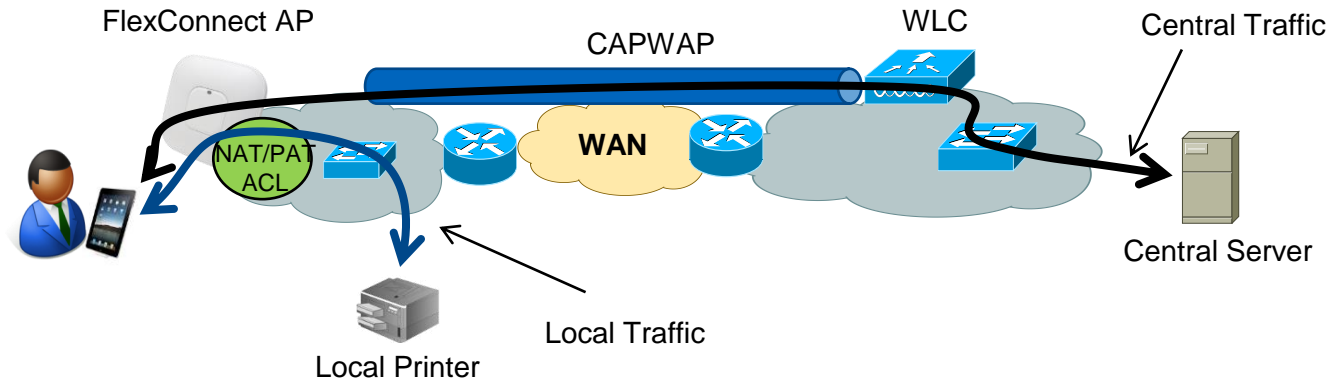 FlexConnect AP
CAPWAP
WLC
Central Traffic
NAT/PAT
ACL
WAN
Central Server
Local Traffic
Local Printer